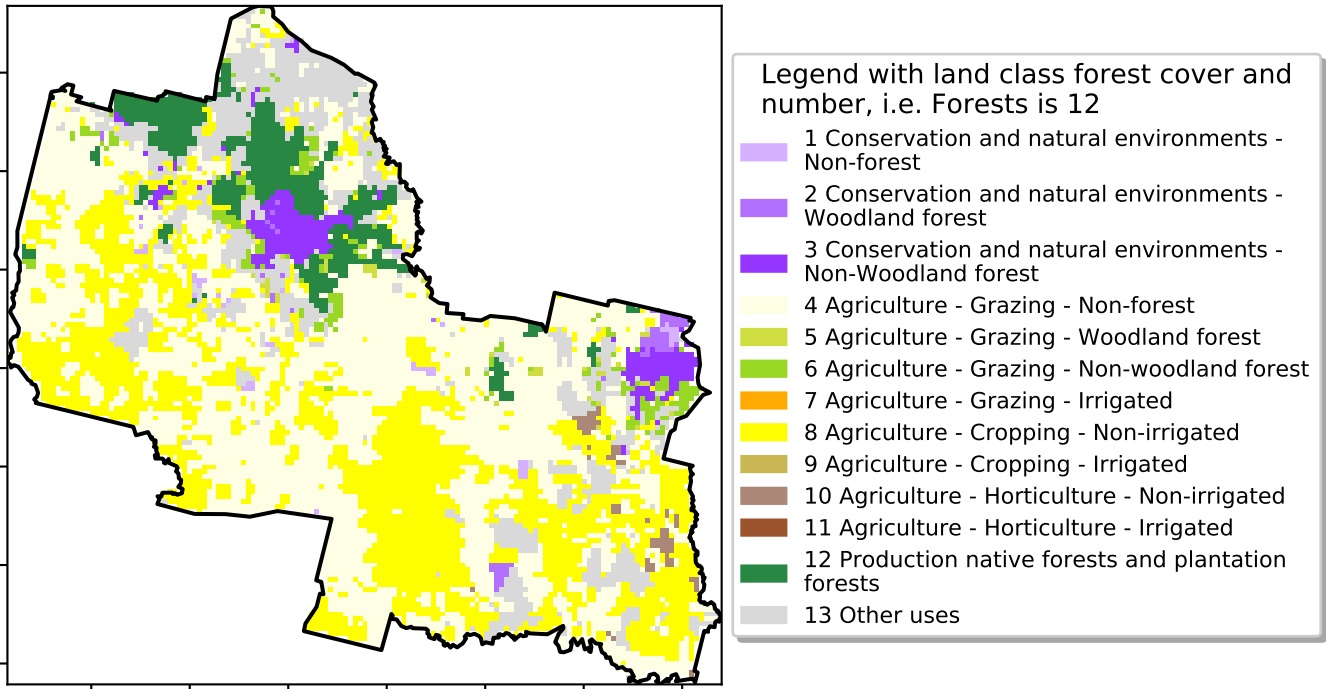 Legend with land class forest cover and
number, i.e. Forests is 12
1 Conservation and natural environments -
Non-forest
2 Conservation and natural environments -
Woodland forest
3 Conservation and natural environments -
Non-Woodland forest
4 Agriculture - Grazing - Non-forest
5 Agriculture - Grazing - Woodland forest
6 Agriculture - Grazing - Non-woodland forest
7 Agriculture - Grazing - Irrigated
8 Agriculture - Cropping - Non-irrigated
9 Agriculture - Cropping - Irrigated
10 Agriculture - Horticulture - Non-irrigated
11 Agriculture - Horticulture - Irrigated
12 Production native forests and plantation
forests
13 Other uses